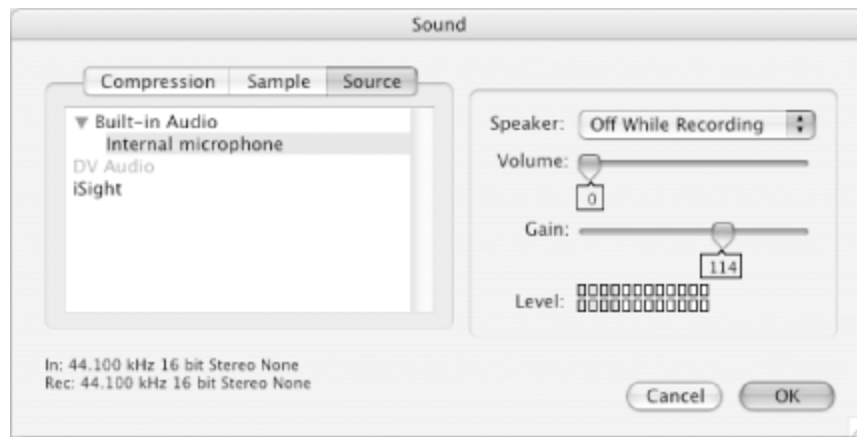 Sound
Compression Sample Source
Built-in Audio
Internal microphone
DV Audio
iSight
Speaker: Off While Recording
Volume:
0
Gain:
114
Level:
In: 44.100 kHz 16 bit Stereo None
Rec: 44.100 kHz 16 bit Stereo None
Cancel OK